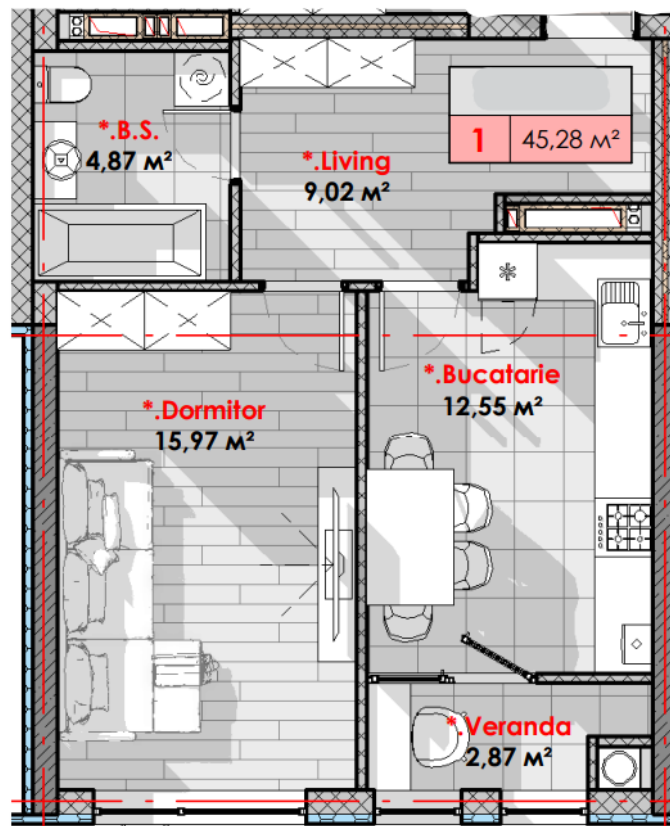 *.B.S.
4,87 м²
*.Living
9,02 м²
1 45,28 м²
*.Dormitor
15,97 м²
*.Bucatarie
12,55 м²
*.Veranda
2,87 м²